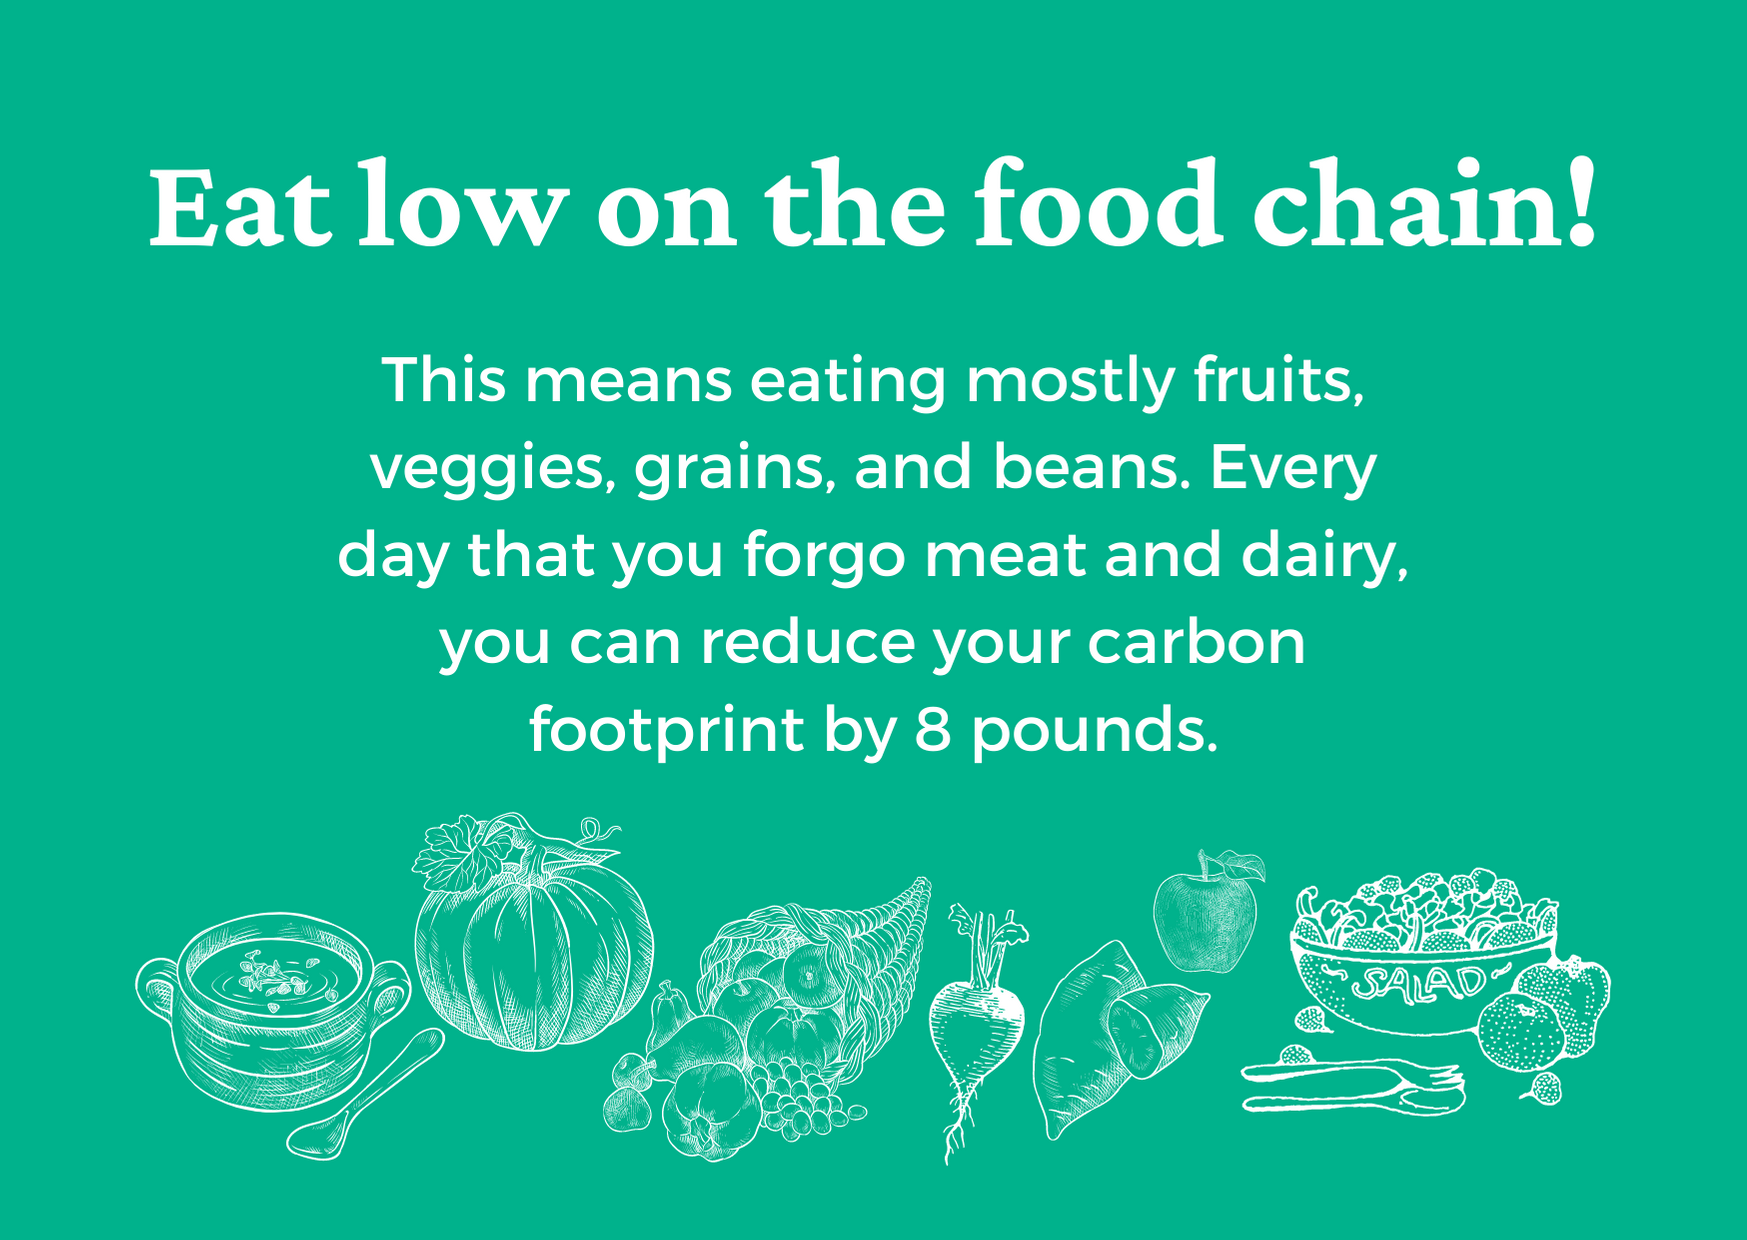 Eat low on the food chain!
This means eating mostly fruits,
veggies, grains, and beans. Every
day that you forgo meat and dairy,
you can reduce your carbon
footprint by 8 pounds.
SALAD